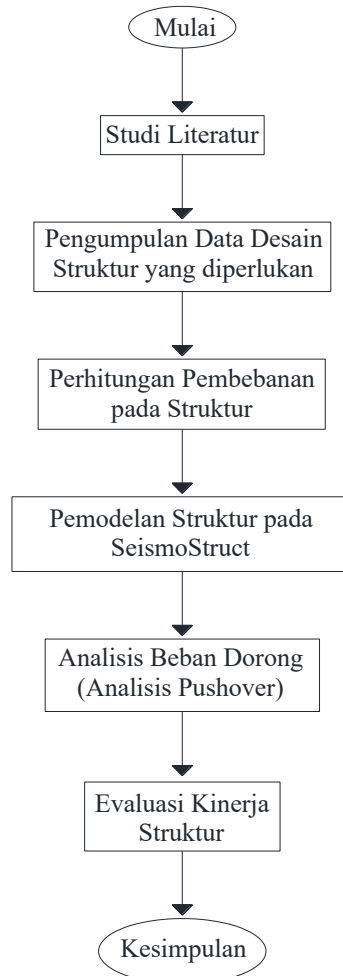 Mulai
Studi Literatur
Pengumpulan Data Desain
Struktur yang diperlukan
Perhitungan Pembebanan
pada Struktur
Pemodelan Struktur pada
SeismoStruct
Analisis Beban Dorong
(Analisis Pushover)
Evaluasi Kinerja
Struktur
Kesimpulan